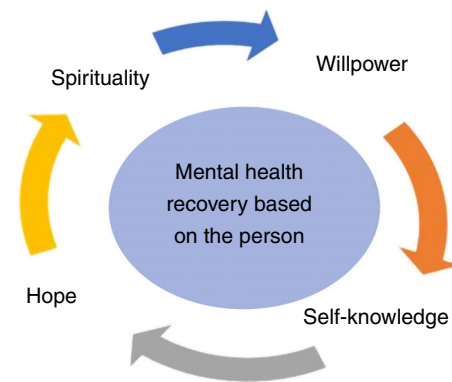 Spirituality
Willpower
Mental health
recovery based
on the person
Hope
Self-knowledge